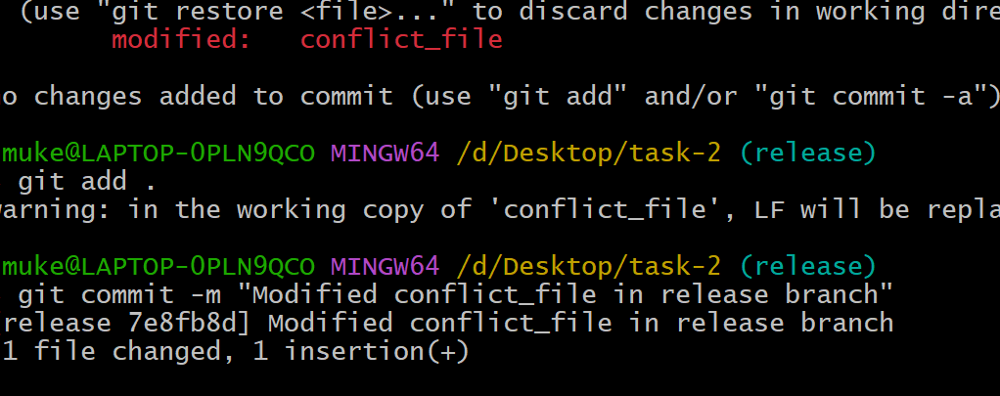 (use "git restore <file>..." to discard changes in working dire
modified: conflict_file
o changes added to commit (use "git add" and/or "git commit -a")
muke@LAPTOP-0PLN9QCO MINGW64 /d/Desktop/task-2 (release)
git add .
warning: in the working copy of 'conflict_file', LF will be repla
muke@LAPTOP-0PLN9QCO MINGW64 /d/Desktop/task-2 (release)
git commit -m "Modified conflict_file in release branch"
release 7e8fb8d] Modified conflict_file in release branch
1 file changed, 1 insertion(+)